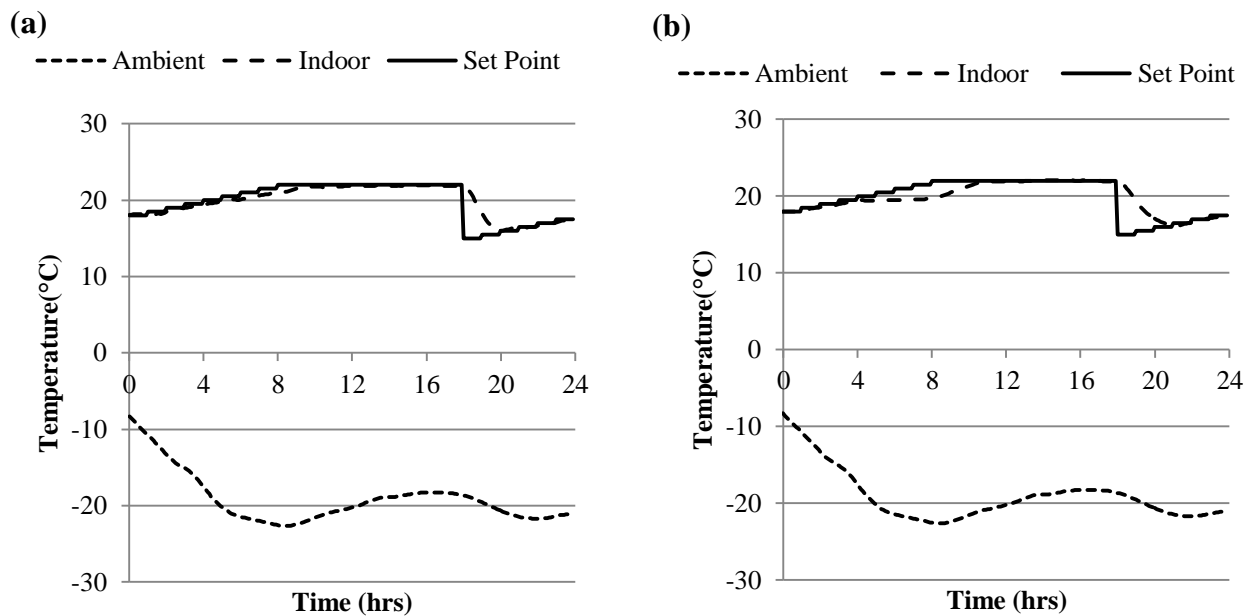 (a)
Ambient Indoor Set Point
30
20
10
0
-10
-20
-30
0 4 8 12 16 20 24
Temperature(°C)
Time (hrs)
(b)
Ambient Indoor Set Point
30
20
10
0
-10
-20
-30
0 4 8 12 16 20 24
Temperature(°C)
Time (hrs)